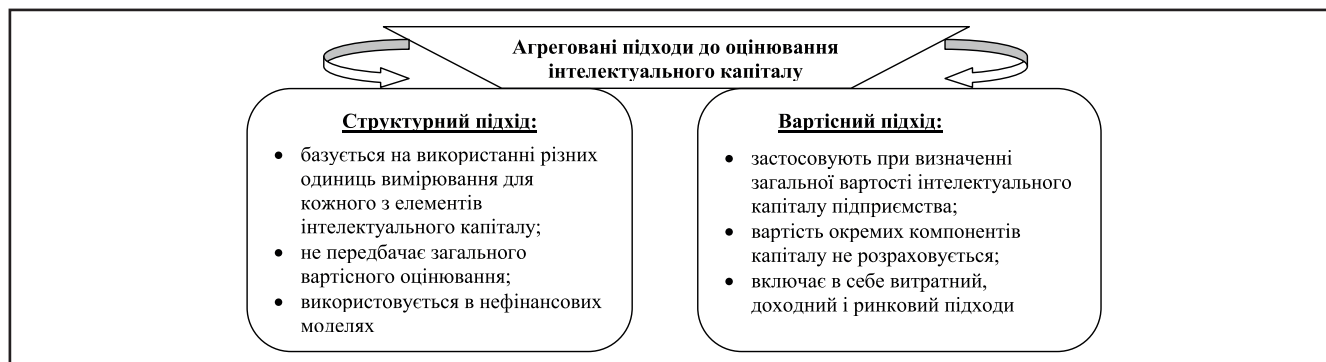 Агреговані підходи до оцінювання
інтелектуального капіталу
Структурний підхід:
• базується на використанні різних
одиниць вимірювання для
кожного з елементів
інтелектуального капіталу;
• не передбачає загального
вартісного оцінювання;
• використовується в нефінансових
моделях
Вартісний підхід:
• застосовують при визначенні
загальної вартості інтелектуального
капіталу підприємства;
• вартість окремих компонентів
капіталу не розраховується;
• включає в себе витратний,
доходний і ринковий підходи